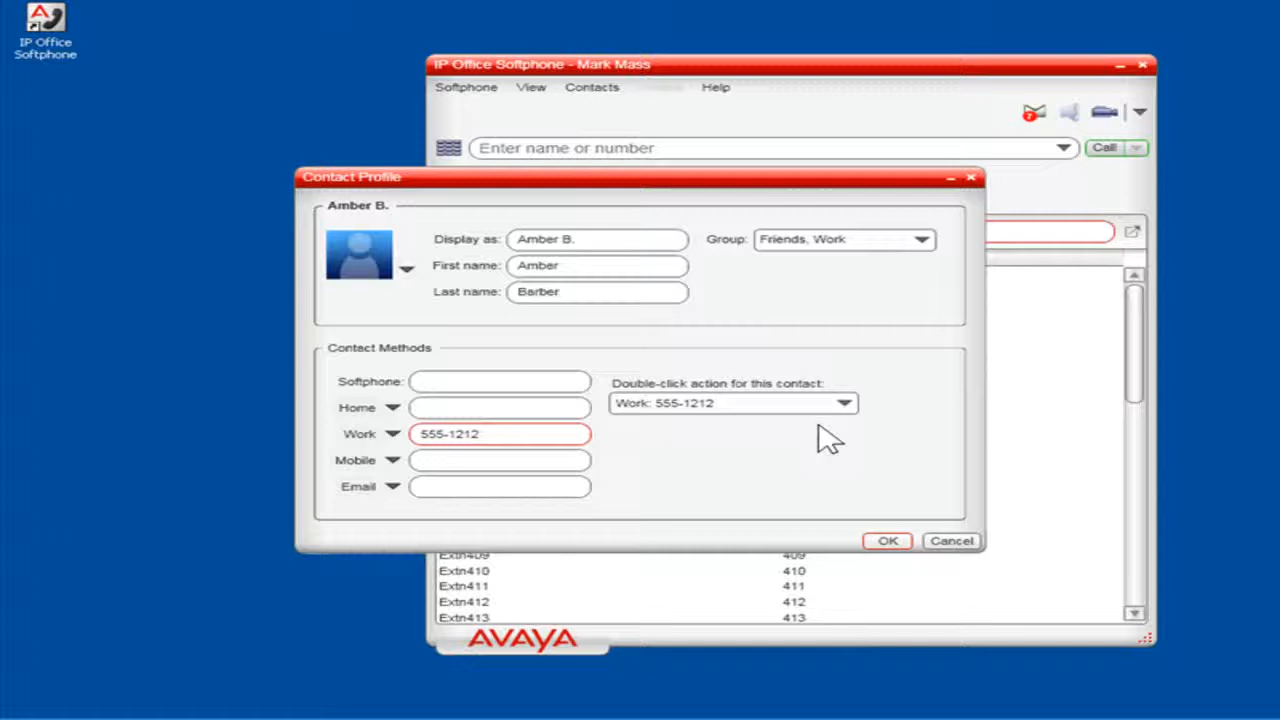 IP Office
Softphone
IP Office Softphone - Mark Mass
Softphone View Contacts Help
7
Enter name or number
Call
Contact Profile
Amber B.
Display as: Amber B. Group: Friends, Work
First name: Amber
Last name: Barber
Contact Methods
Softphone: Double-click action for this contact:
Home Work: 555-1212
Work 555-1212
Mobile
Email
OK Cancel
Extn409 409
Extn410 410
Extn411 411
Extn412 412
Extn413 413
AVAYA